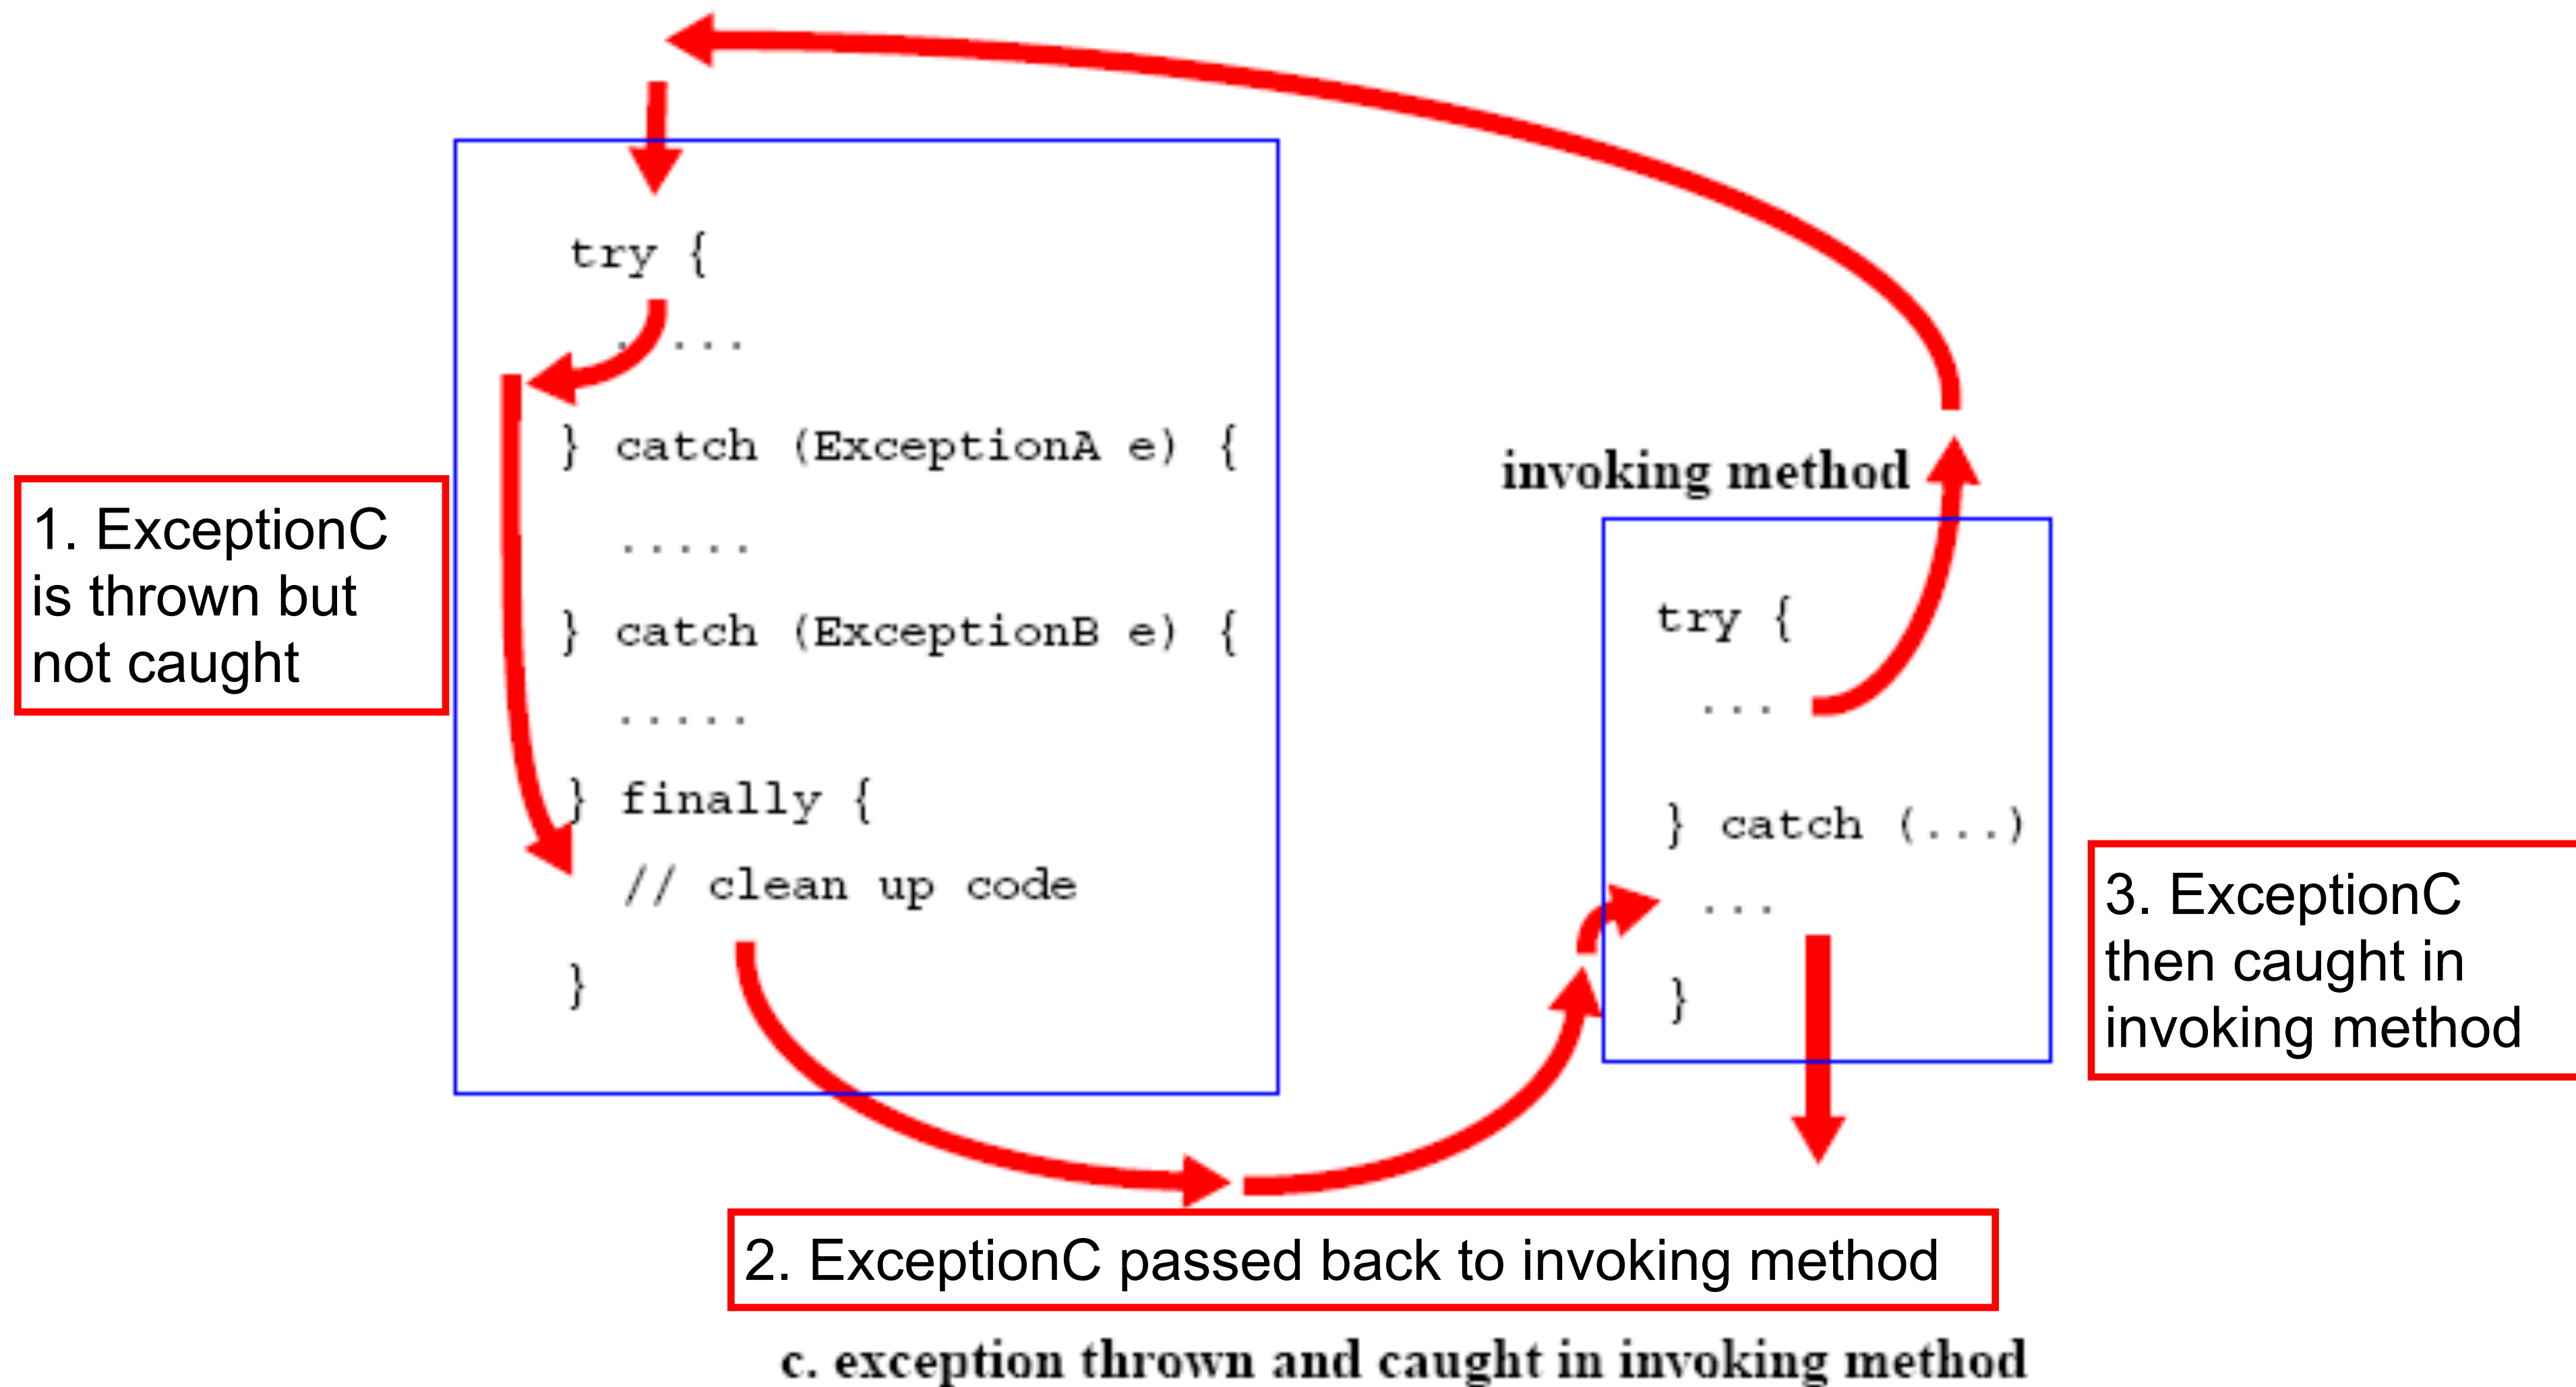 try {
. ...
} catch (ExceptionA e) {
.....
} catch (ExceptionB e) {
.....
} finally {
// clean up code
}
1. ExceptionC
is thrown but
not caught
invoking method
try {
...
} catch (...)
...
}
3. ExceptionC
then caught in
invoking method
2. ExceptionC passed back to invoking method
c. exception thrown and caught in invoking method